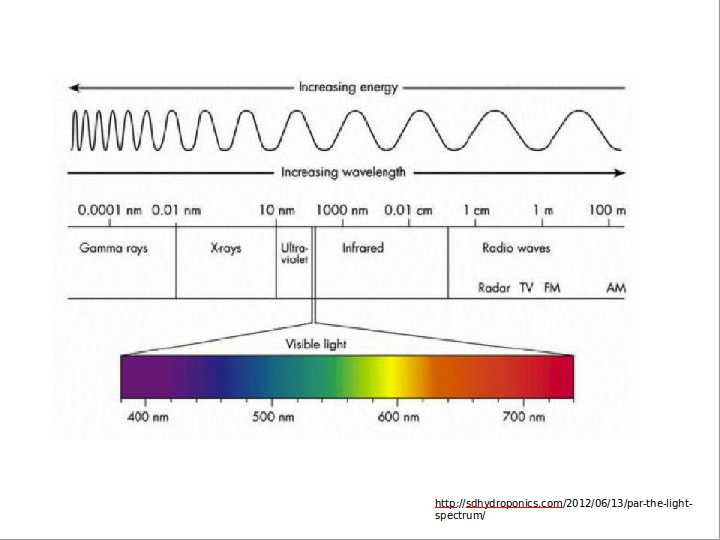 Increasing energy
Increasing wavelength
0.0001 nm 0.01 nm 10 nm 1000 nm 0.01 cm 1 cm 1 m 100 m
Gamma rays X-rays Ultra- Infrared Radio waves
violet
Radar TV FM AM
Visible light
400 nm 500 nm 600 nm 700 nm
http://sdhydroponics.com/2012/06/13/par-the-light-
spectrum/